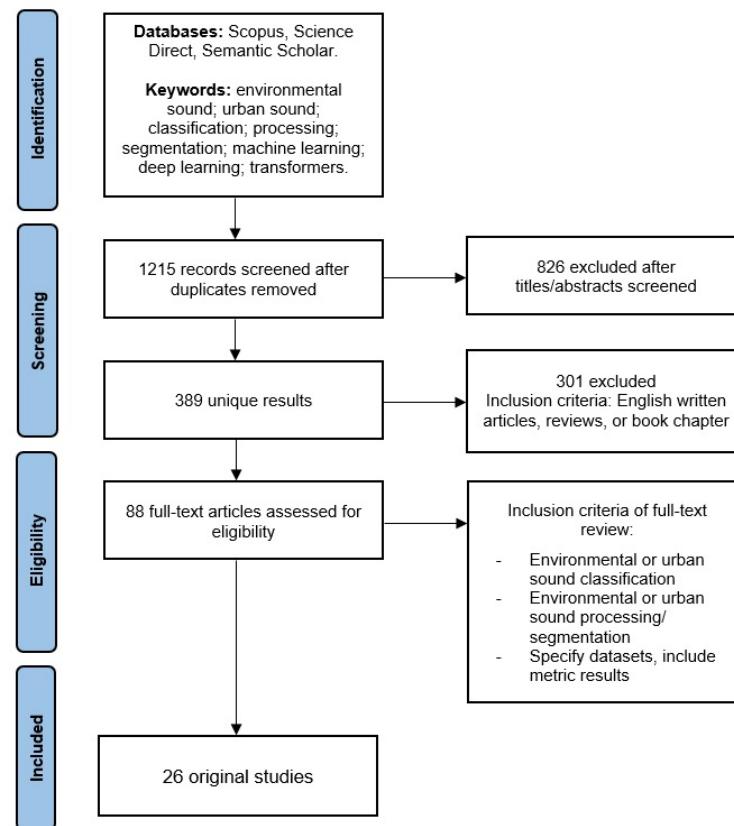 Identification
Databases: Scopus, Science
Direct, Semantic Scholar.
Keywords: environmental
sound; urban sound;
classification; processing;
segmentation; machine learning;
deep learning; transformers.
Screening
1215 records screened after
duplicates removed
826 excluded after
titles/abstracts screened
389 unique results
301 excluded
Inclusion criteria: English written
articles, reviews, or book chapter
Eligibility
88 full-text articles assessed for
eligibility
Inclusion criteria of full-text
review:
- Environmental or urban
sound classification
- Environmental or urban
sound processing/
segmentation
- Specify datasets, include
metric results
Included
26 original studies